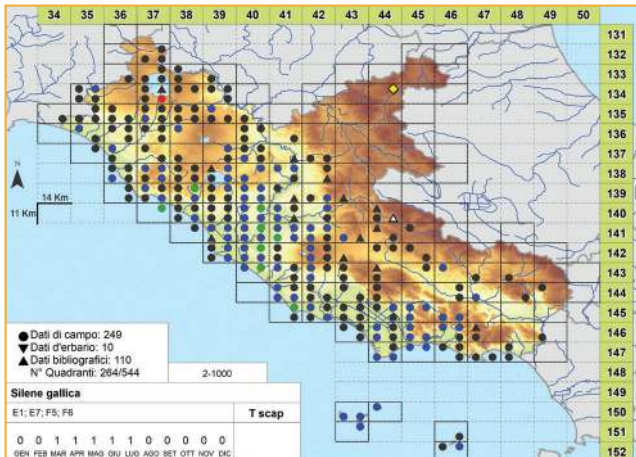 34 35 36 37 38 39 40 41 42 43 44 45 46 47 48 49 50
131
132
133
134
135
136
137
138
139
140
141
142
143
144
145
146
147
148
149
150
151
152
N
14 Km
11 Km
Dati di campo: 249
Dati d'erbario: 10
Dati bibliografici: 110
N° Quadranti: 264/544
2-1000
Silene gallica
E1; E7; F5; F6
T scap
0 0 1 1 1 1 1 0 0 0 0 0
GEN FEB MAR APR MAG GIU LUG AGO SET OTT NOV DIC